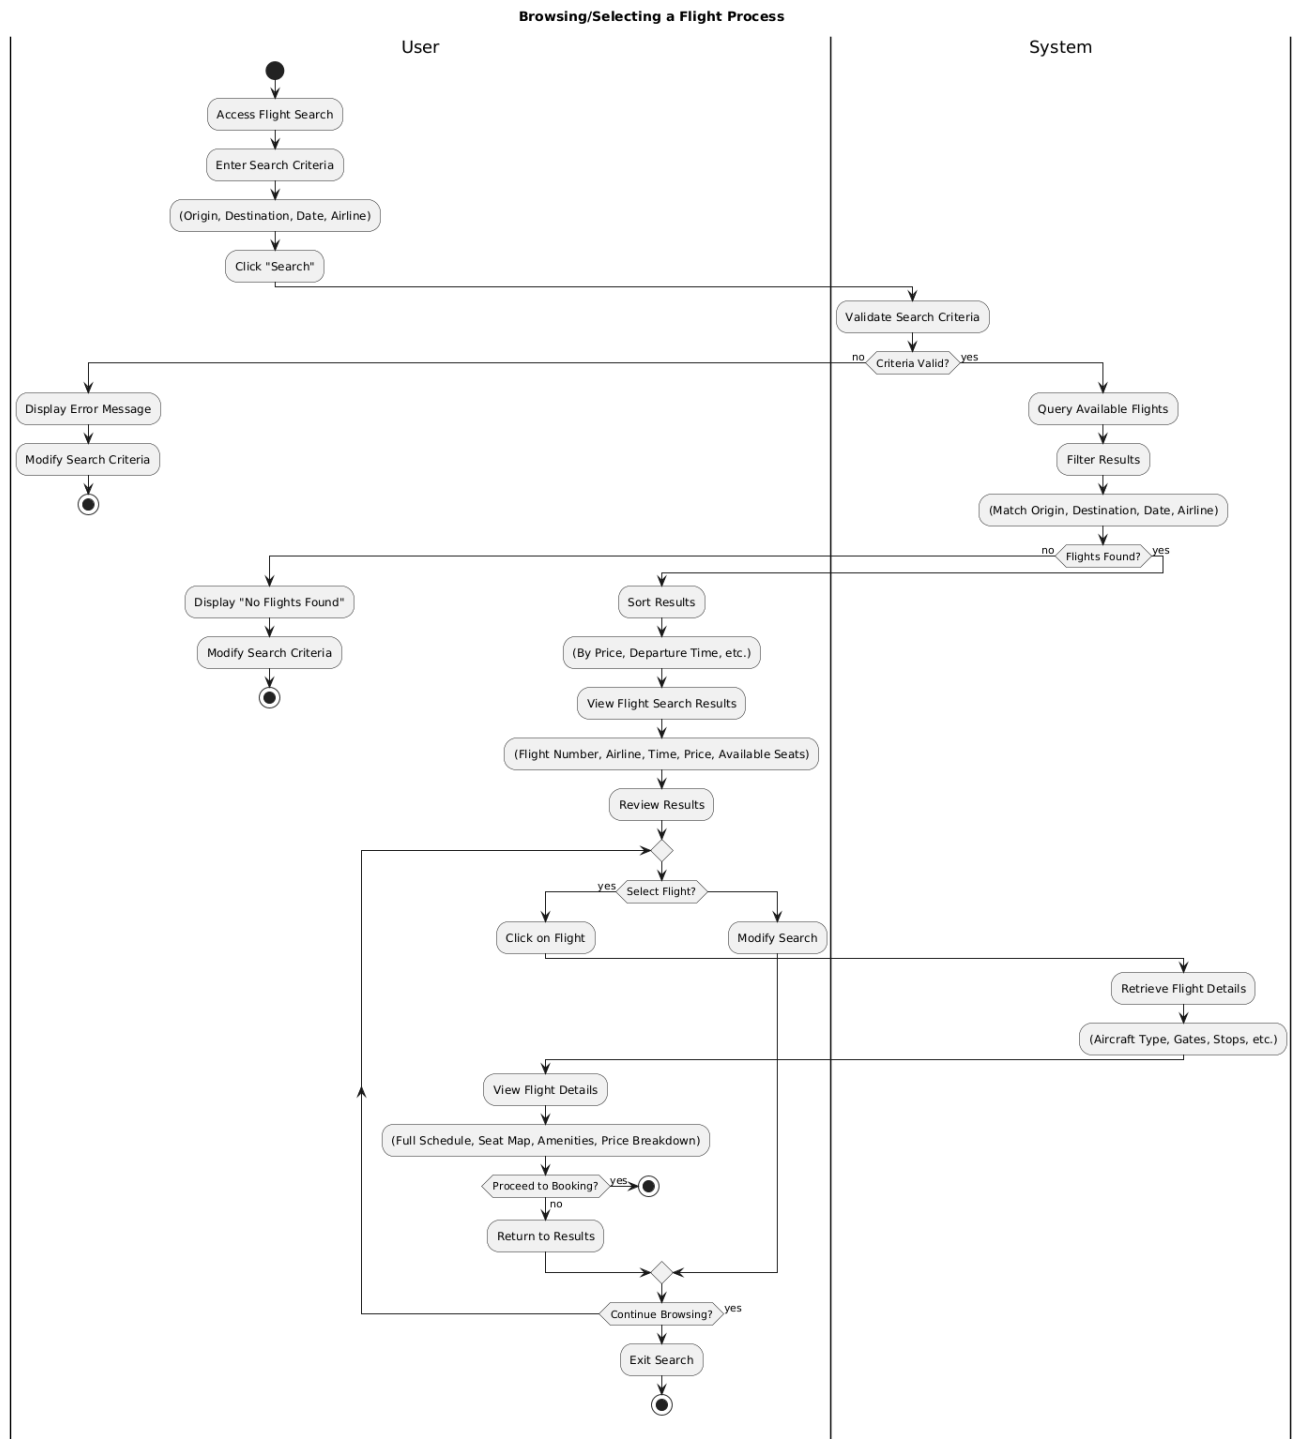 Browsing/Selecting a Flight Process
User
System
Access Flight Search
Enter Search Criteria
(Origin, Destination, Date, Airline)
Click "Search"
Validate Search Criteria
no
Criteria Valid?
yes
Display Error Message
Query Available Flights
Modify Search Criteria
Filter Results
(Match Origin, Destination, Date, Airline)
no
Flights Found?
yes
Display "No Flights Found"
Sort Results
Modify Search Criteria
(By Price, Departure Time, etc.)
View Flight Search Results
(Flight Number, Airline, Time, Price, Available Seats)
Review Results
yes
Select Flight?
Click on Flight
Modify Search
Retrieve Flight Details
(Aircraft Type, Gates, Stops, etc.)
View Flight Details
(Full Schedule, Seat Map, Amenities, Price Breakdown)
Proceed to Booking?
yes
no
Return to Results
Continue Browsing?
yes
Exit Search